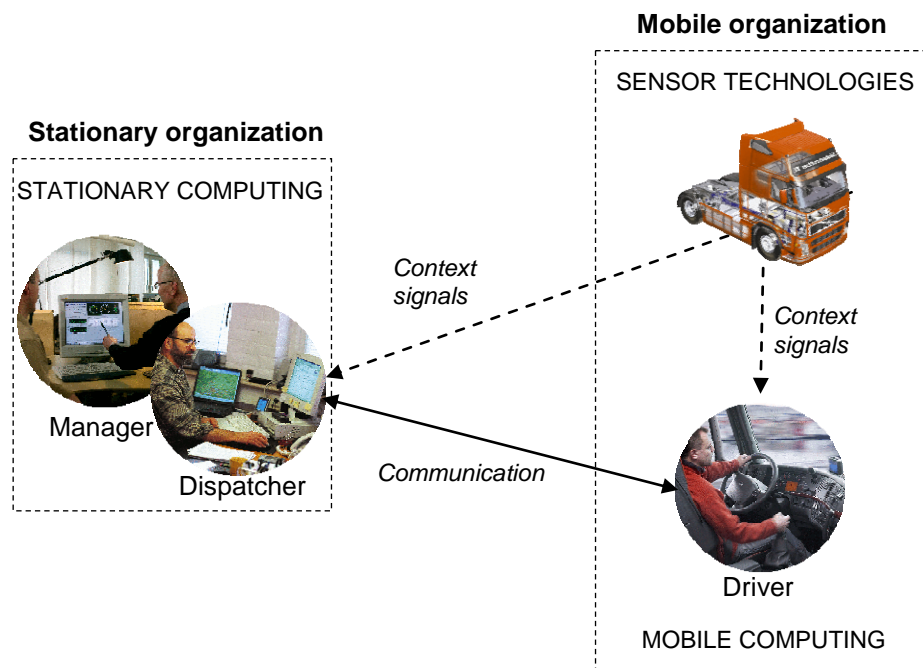 Mobile organization
SENSOR TECHNOLOGIES
Stationary organization
STATIONARY COMPUTING
Context
signals
Context
signals
Manager
Dispatcher
Communication
Driver
MOBILE COMPUTING